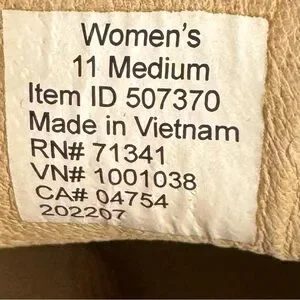 Women's
11 Medium
Item ID 507370
Made in Vietnam
RN# 71341
VN# 1001038
CA# 04754
202207